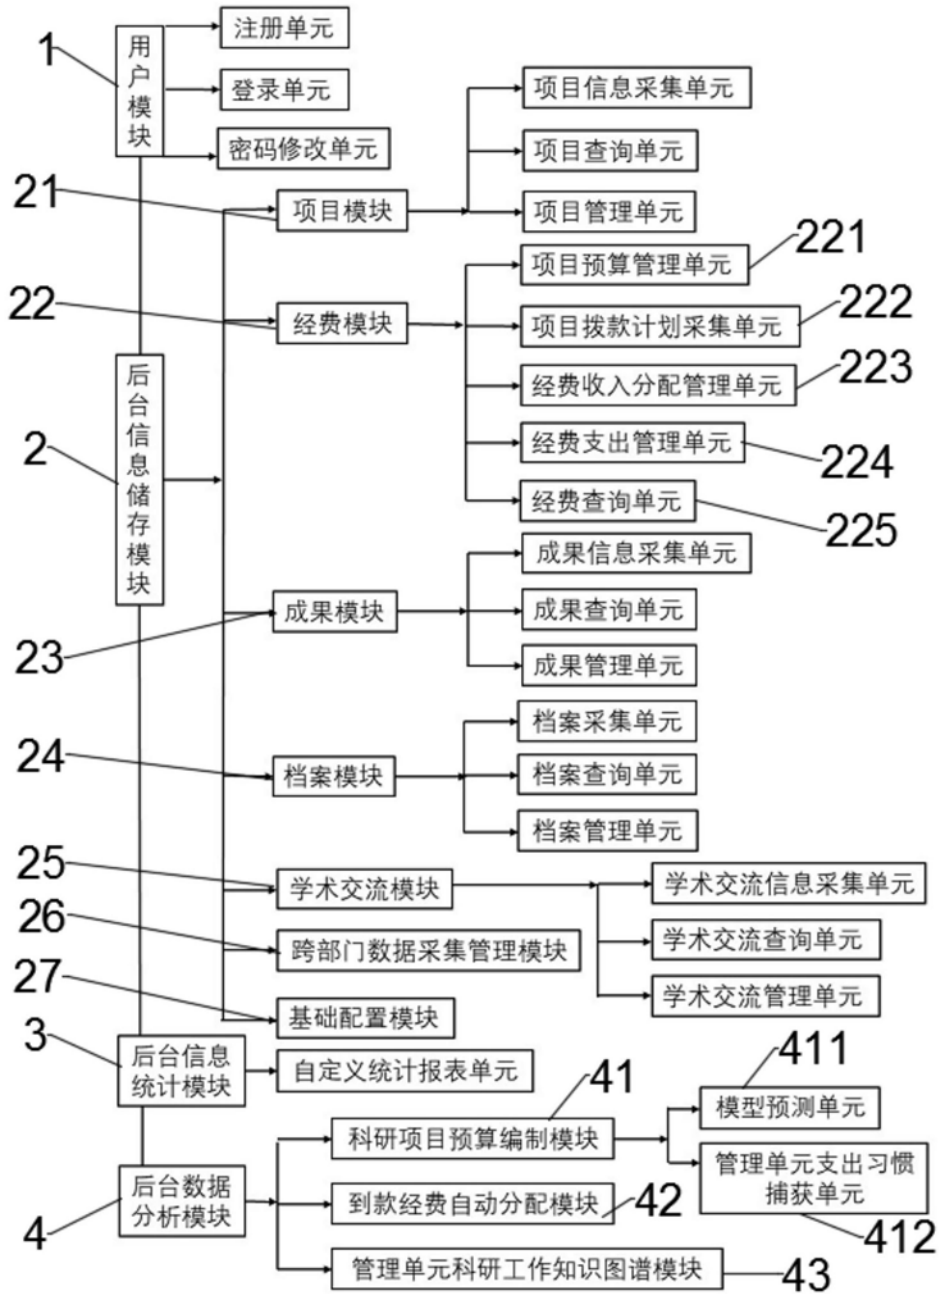 1
用户模块
注册单元
登录单元
密码修改单元
21
项目模块
项目信息采集单元
项目查询单元
项目管理单元
22
经费模块
项目预算管理单元
221
项目拨款计划采集单元
222
经费收入分配管理单元
223
经费支出管理单元
224
经费查询单元
225
2
后台信息储存模块
23
成果模块
成果信息采集单元
成果查询单元
成果管理单元
24
档案模块
档案采集单元
档案查询单元
档案管理单元
25
学术交流模块
学术交流信息采集单元
学术交流查询单元
学术交流管理单元
26
跨部门数据采集管理模块
27
基础配置模块
3
后台信息
统计模块
自定义统计报表单元
4
后台数据
分析模块
41
科研项目预算编制模块
411
模型预测单元
管理单元支出习惯
捕获单元
412
到款经费自动分配模块
42
管理单元科研工作知识图谱模块
43